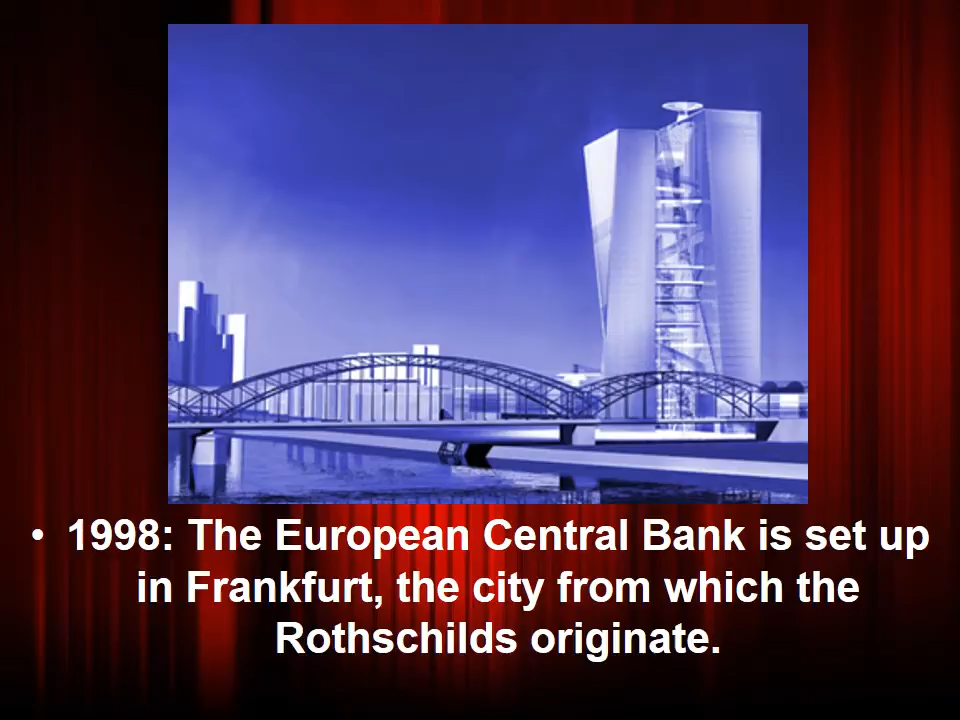 • 1998: The European Central Bank is set up
in Frankfurt, the city from which the
Rothschilds originate.